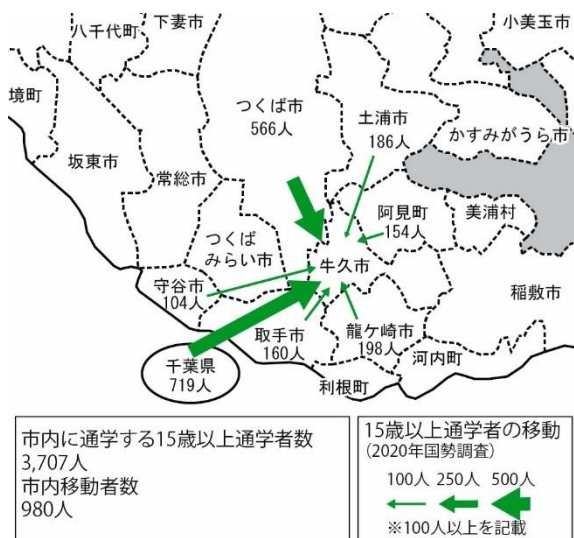 八千代町
下妻市
小美玉市
境町
つくば市
566人
土浦市
186人
かすみがうら市
坂東市
常総市
阿見町
154人
美浦村
つくば
みらい市
牛久市
守谷市
104人
稲敷市
取手市
160人
龍ケ崎市
198人
河内町
千葉県
719人
利根町
市内に通学する15歳以上通学者数
3,707人
市内移動者数
980人
15歳以上通学者の移動
(2020年国勢調査)
100人 250人 500人
※100人以上を記載